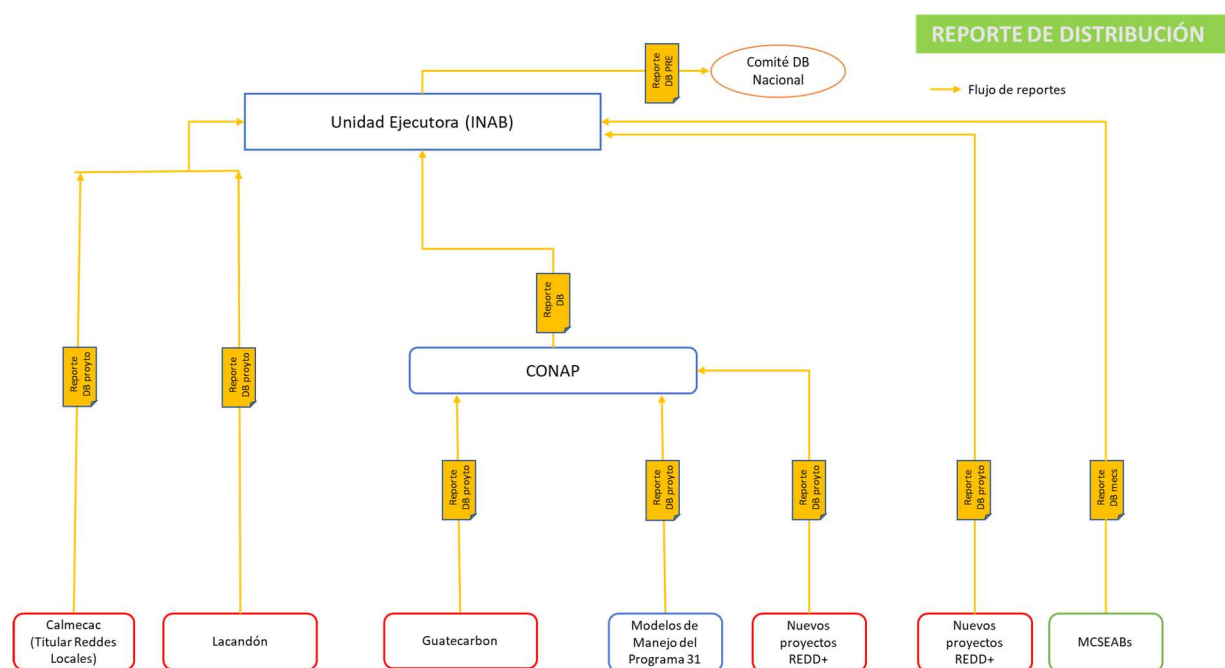 REPORTE DE DISTRIBUCIÓN
Flujo de reportes
Reporte
DB PRE
Comité DB
Nacional
Unidad Ejecutora (INAB)
Reporte
DB
CONAP
Reporte
DB proyto
Reporte
DB proyto
Reporte
DB proyto
Reporte
DB proyto
Reporte
DB proyto
Reporte
DB proyto
Reporte
DB mecs
Calmecac
(Titular Reddes
Locales)
Lacandón
Guatecarbon
Modelos de
Manejo del
Programa 31
Nuevos
proyectos
REDD+
Nuevos
proyectos
REDD+
MCSEABs